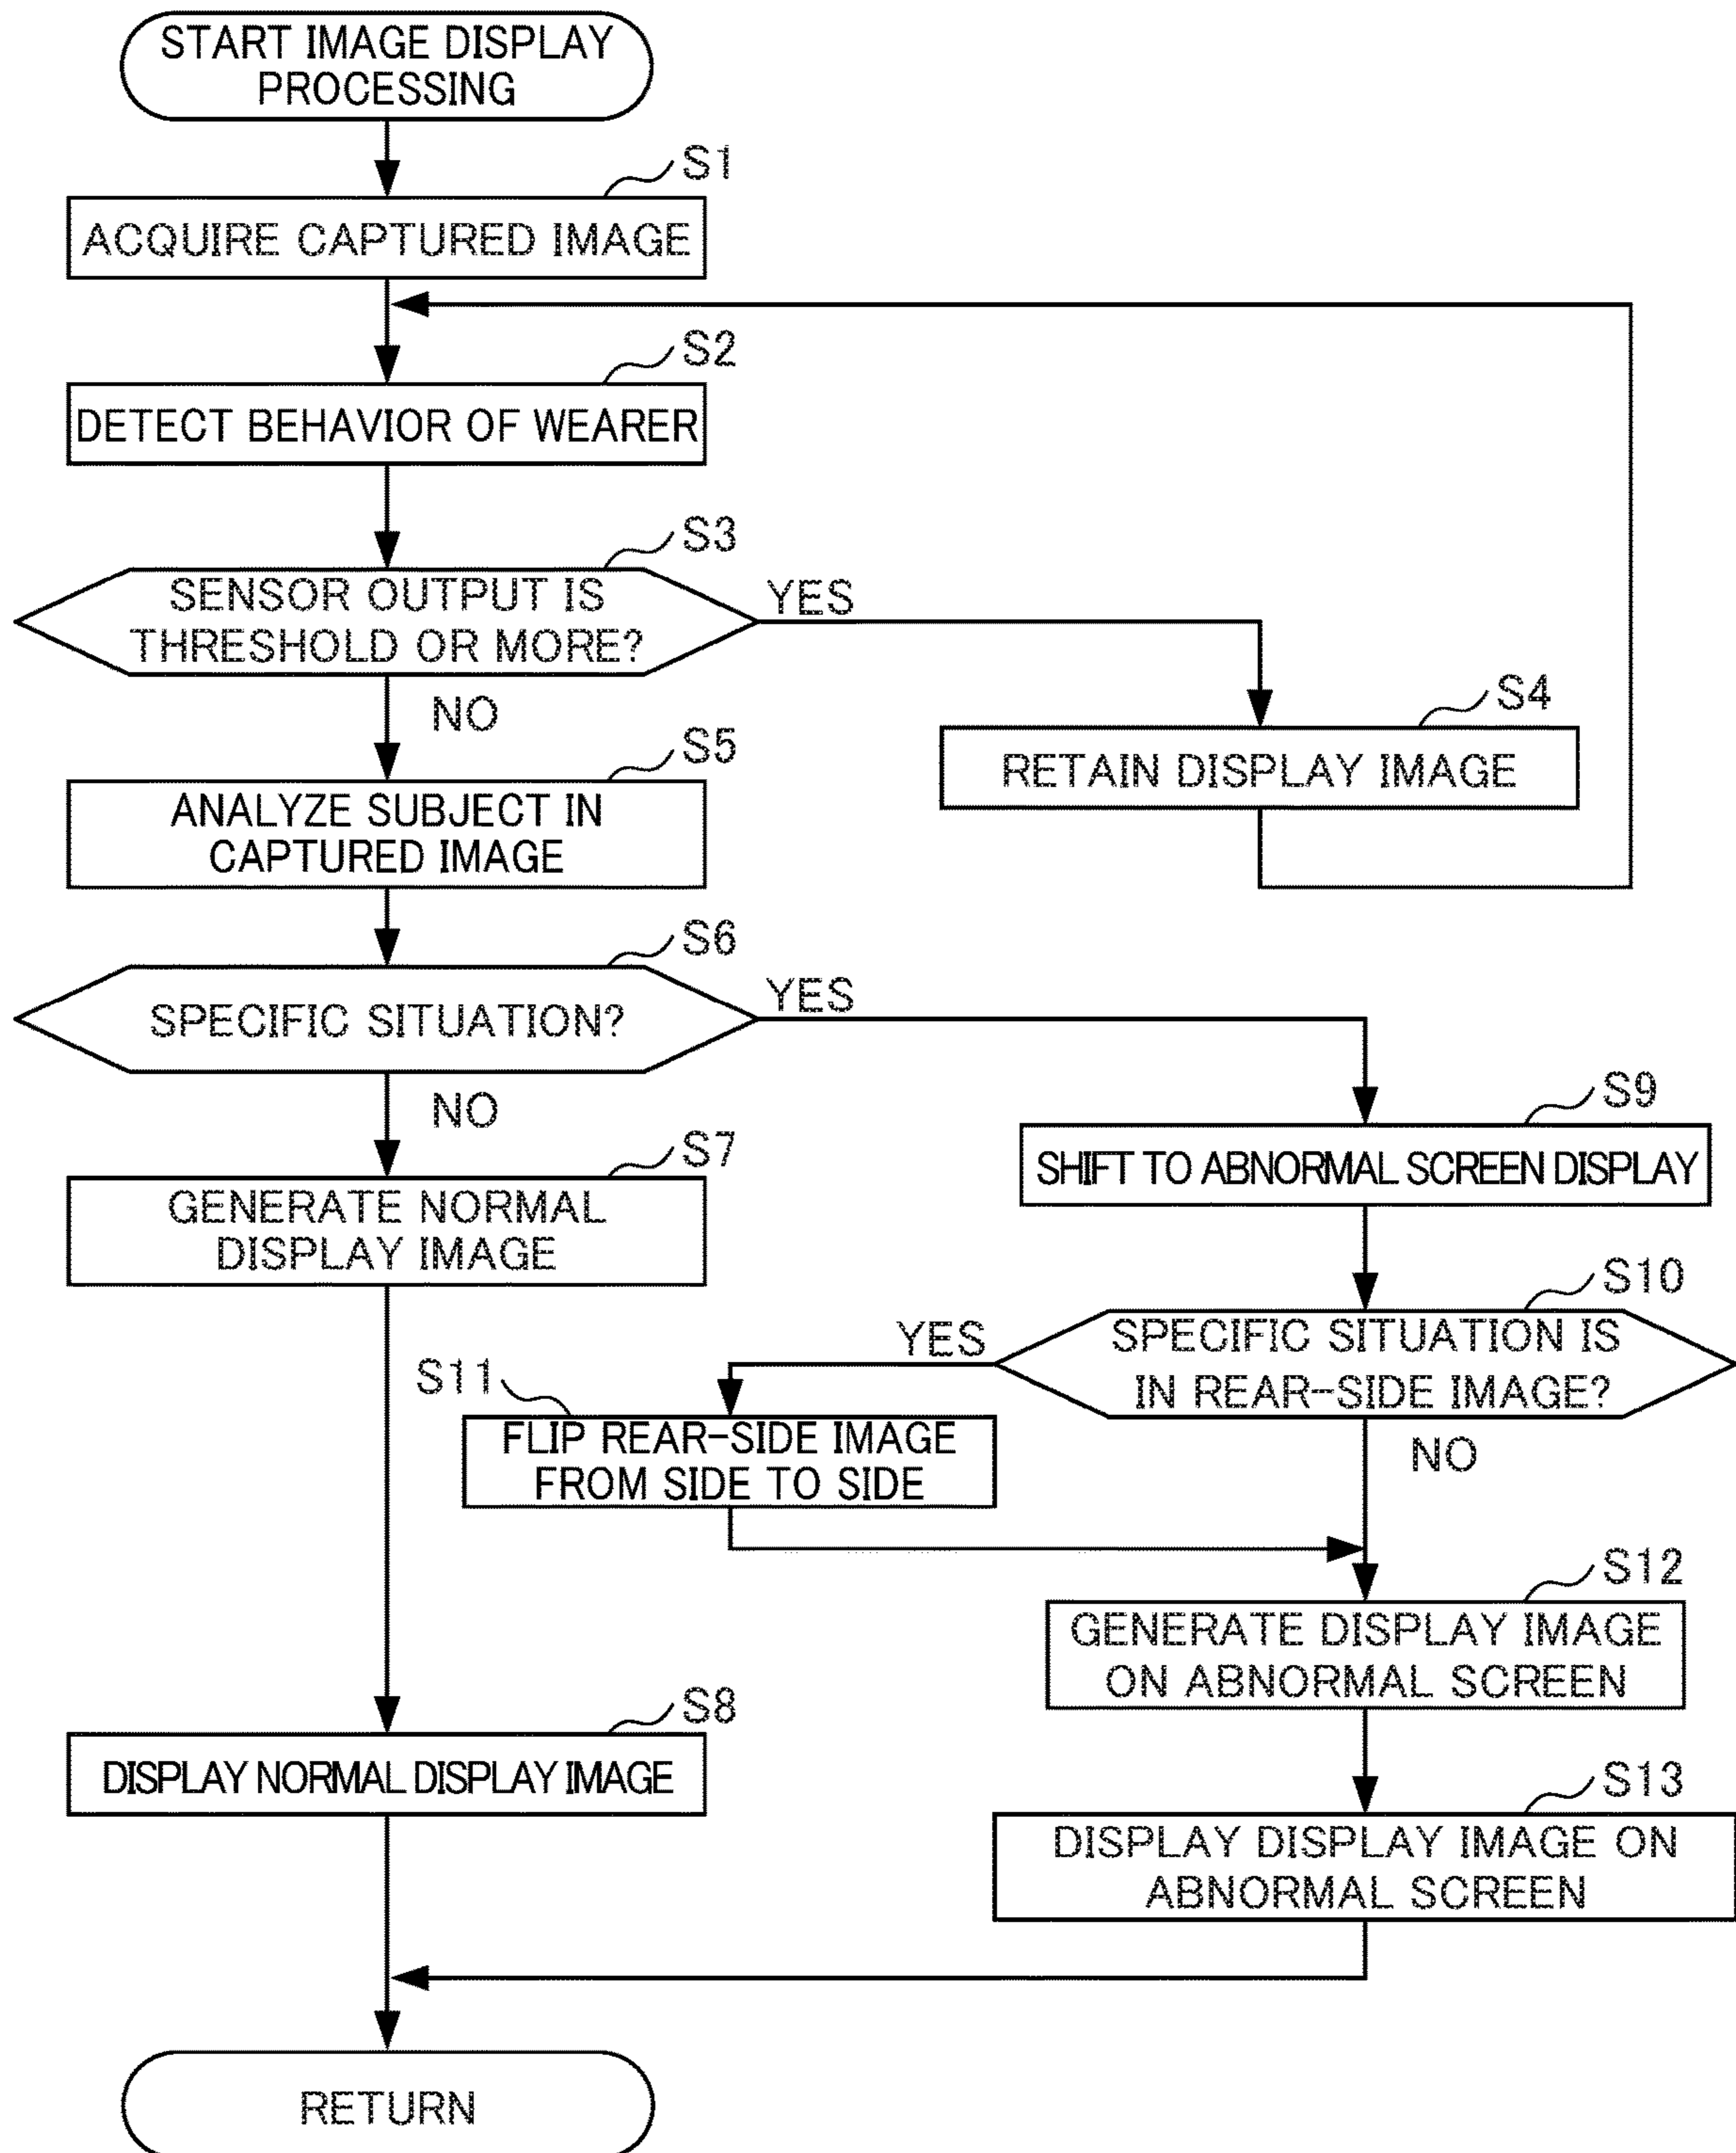 START IMAGE DISPLAY
PROCESSING
S1
ACQUIRE CAPTURED IMAGE
S2
DETECT BEHAVIOR OF WEARER
S3
SENSOR OUTPUT IS
THRESHOLD OR MORE?
YES
NO
S4
RETAIN DISPLAY IMAGE
S5
ANALYZE SUBJECT IN
CAPTURED IMAGE
S6
SPECIFIC SITUATION?
YES
NO
S7
GENERATE NORMAL
DISPLAY IMAGE
S9
SHIFT TO ABNORMAL SCREEN DISPLAY
S10
SPECIFIC SITUATION IS
IN REAR-SIDE IMAGE?
YES
NO
S11
FLIP REAR-SIDE IMAGE
FROM SIDE TO SIDE
S12
GENERATE DISPLAY IMAGE
ON ABNORMAL SCREEN
S8
DISPLAY NORMAL DISPLAY IMAGE
S13
DISPLAY DISPLAY IMAGE ON
ABNORMAL SCREEN
RETURN